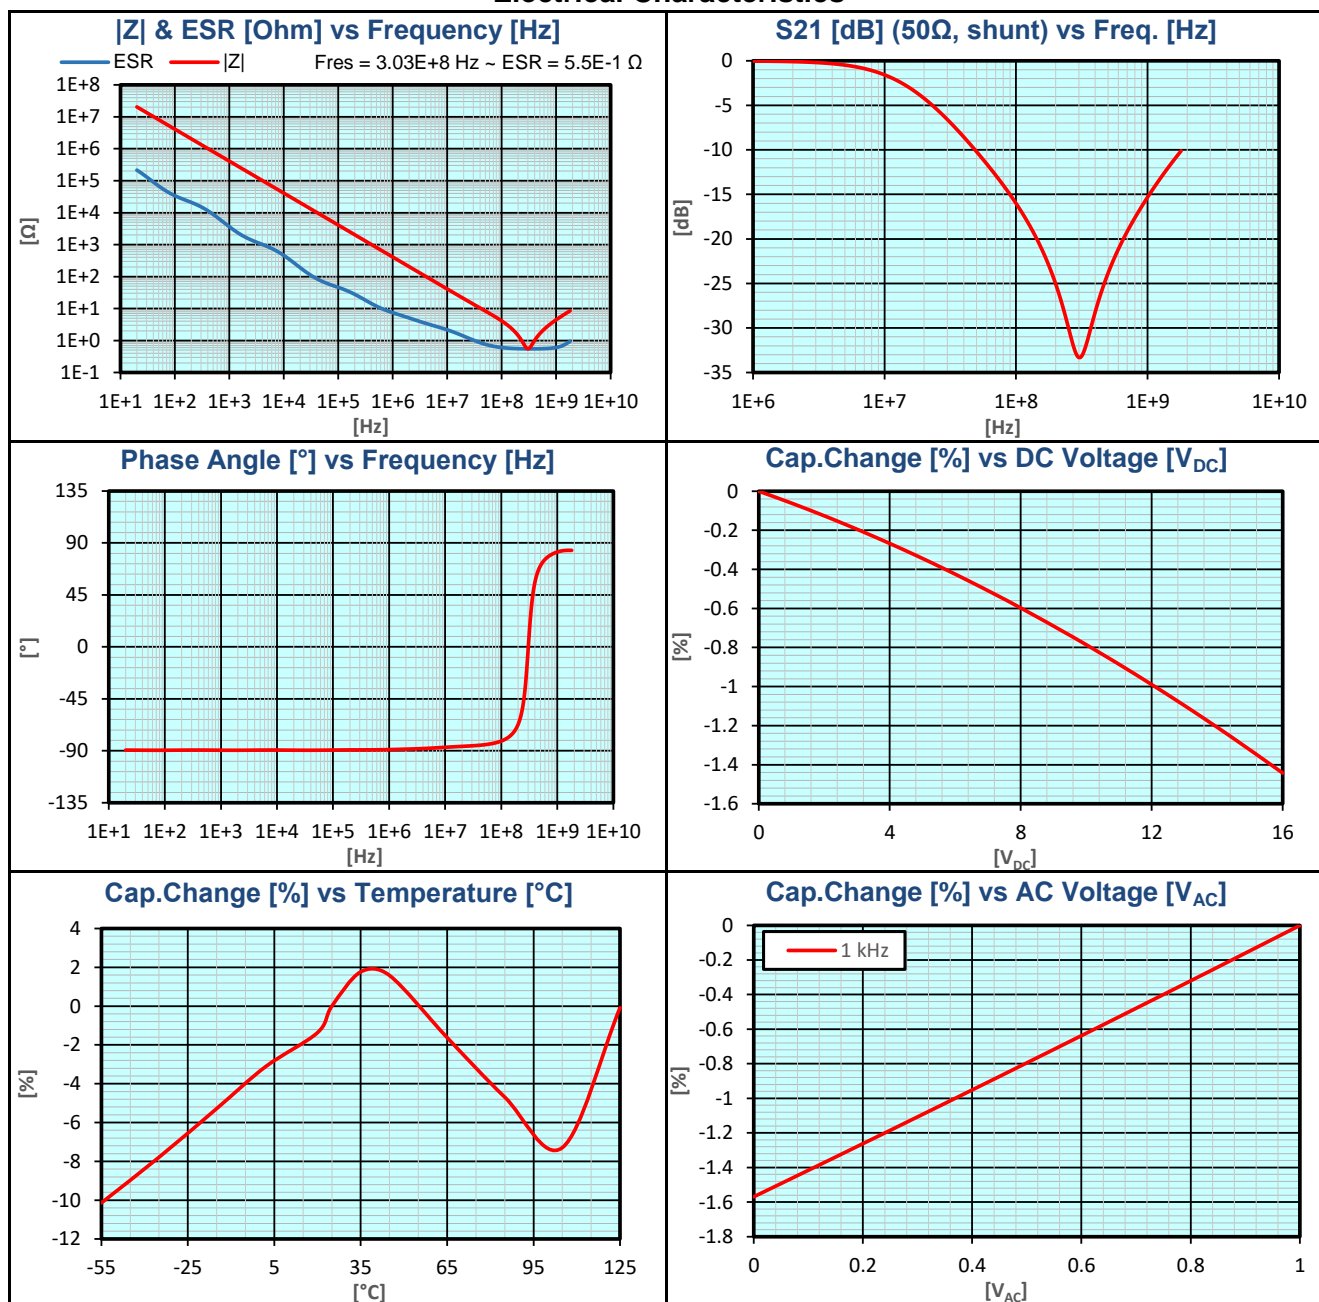 |Z| & ESR [Ohm] vs Frequency [Hz]
ESR |Z| Fres = 3.03E+8 Hz ~ ESR = 5.5E-1 Ω
1E+8
1E+7
1E+6
1E+5
1E+4
1E+3
1E+2
1E+1
1E+0
1E-1
[Ω]
1E+1 1E+2 1E+3 1E+4 1E+5 1E+6 1E+7 1E+8 1E+9 1E+10
[Hz]
S21 [dB] (50Ω, shunt) vs Freq. [Hz]
0
-5
-10
-15
-20
-25
-30
-35
[dB]
1E+6 1E+7 1E+8 1E+9 1E+10
[Hz]
Phase Angle [°] vs Frequency [Hz]
135
90
45
0
-45
-90
-135
[°]
1E+1 1E+2 1E+3 1E+4 1E+5 1E+6 1E+7 1E+8 1E+9 1E+10
[Hz]
Cap.Change [%] vs DC Voltage [VDC]
0
-0.2
-0.4
-0.6
-0.8
-1
-1.2
-1.4
-1.6
[%]
0 4 8 12 16
[VDC]
Cap.Change [%] vs Temperature [°C]
4
2
0
-2
-4
-6
-8
-10
-12
[%]
-55 -25 5 35 65 95 125
[°C]
Cap.Change [%] vs AC Voltage [VAC]
1 kHz
0
-0.2
-0.4
-0.6
-0.8
-1
-1.2
-1.4
-1.6
-1.8
[%]
0 0.2 0.4 0.6 0.8 1
[VAC]